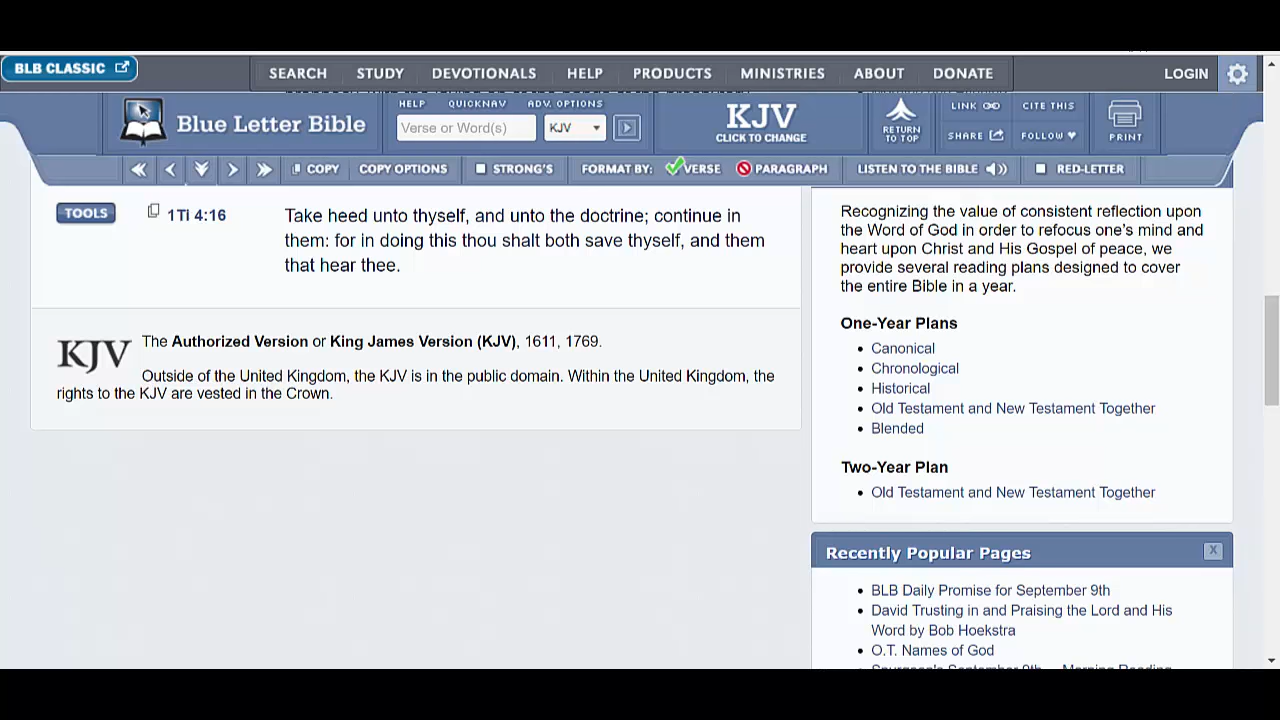 BLB CLASSIC
SEARCH STUDY DEVOTIONALS HELP PRODUCTS MINISTRIES ABOUT DONATE LOGIN
Blue Letter Bible
HELP QUICKNAV ADV. OPTIONS
Verse or Word(s) KJV
KJV
CLICK TO CHANGE
RETURN
TO TOP
LINK CITE THIS
SHARE FOLLOW
PRINT
COPY COPY OPTIONS STRONG'S FORMAT BY: VERSE PARAGRAPH LISTEN TO THE BIBLE RED-LETTER
TOOLS 1Ti 4:16 Take heed unto thyself, and unto the doctrine; continue in
them: for in doing this thou shalt both save thyself, and them
that hear thee.
KJV The Authorized Version or King James Version (KJV), 1611, 1769.
Outside of the United Kingdom, the KJV is in the public domain. Within the United Kingdom, the
rights to the KJV are vested in the Crown.
Recognizing the value of consistent reflection upon
the Word of God in order to refocus one's mind and
heart upon Christ and His Gospel of peace, we
provide several reading plans designed to cover
the entire Bible in a year.
One-Year Plans
Canonical
Chronological
Historical
Old Testament and New Testament Together
Blended
Two-Year Plan
Old Testament and New Testament Together
Recently Popular Pages X
BLB Daily Promise for September 9th
David Trusting in and Praising the Lord and His
Word by Bob Hoekstra
O.T. Names of God